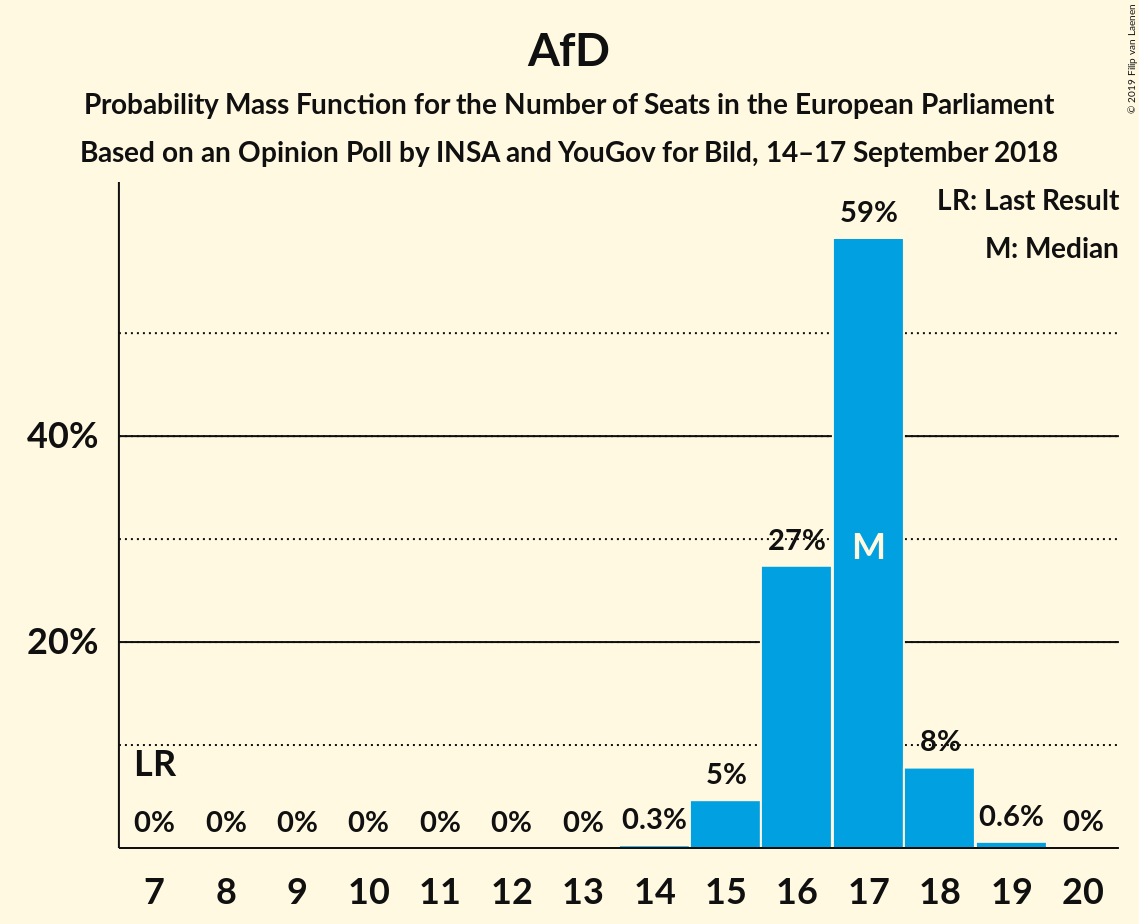 AfD
Probability Mass Function for the Number of Seats in the European Parliament
Based on an Opinion Poll by INSA and YouGov for Bild, 14–17 September 2018
© 2019 Filip van Laenen
LR: Last Result
M: Median
59%
40%
27%
M
20%
LR
8%
5%
0% 0% 0% 0% 0% 0% 0% 0.3% 0.6% 0%
7 8 9 10 11 12 13 14 15 16 17 18 19 20